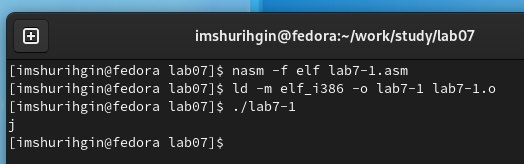 imshurihgin@fedora:~/work/study/lab07
[imshurihgin@fedora lab07]$ nasm -f elf lab7-1.asm
[imshurihgin@fedora lab07]$ ld -m elf_i386 -o lab7-1 lab7-1.o
[imshurihgin@fedora lab07]$ ./lab7-1
j
[imshurihgin@fedora lab07]$